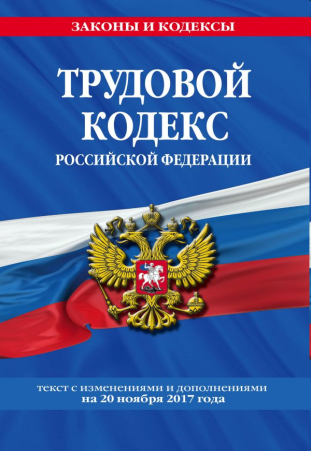 ЗАКОНЫ И КОДЕКСЫ
ТРУДОВОЙ
КОДЕКС
РОССИЙСКОЙ ФЕДЕРАЦИИ
текст с изменениями и дополнениями
на 20 ноября 2017 года